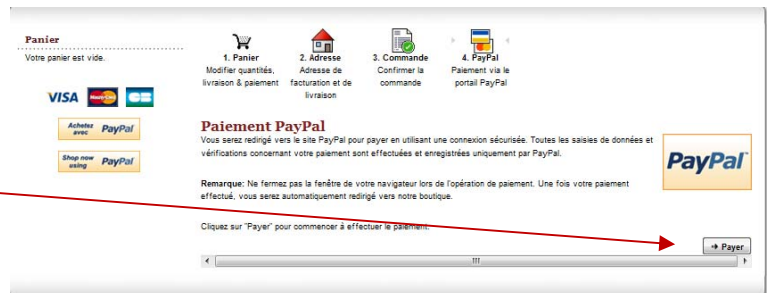 Panier
Votre panier est vide.
VISA
MasterCard
CB
Achetez avec PayPal
Shop now using PayPal
1. Panier
Modifier quantités,
livraison & paiement
2. Adresse
Adresse de
facturation et de
livraison
3. Commande
Confirmer la
commande
4. PayPal
Paiement via le
portail PayPal
Paiement PayPal
Vous serez redirigé vers le site PayPal pour payer en utilisant une connexion sécurisée. Toutes les saisies de données et
vérifications concernant votre paiement sont effectuées et enregistrées uniquement par PayPal.
PayPal
Remarque: Ne fermez pas la fenêtre de votre navigateur lors de l'opération de paiement. Une fois votre paiement
effectué, vous serez automatiquement redirigé vers notre boutique.
Cliquez sur "Payer" pour commencer à effectuer le paiement.
Payer